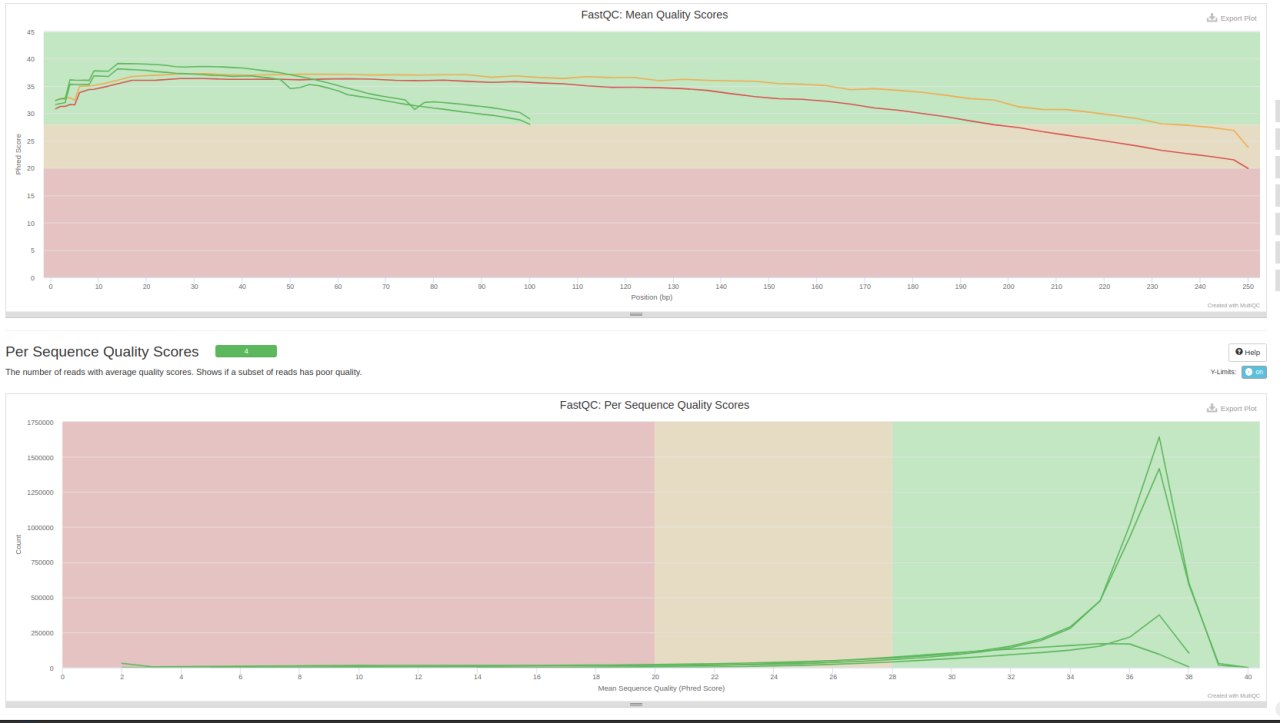 FastQC: Mean Quality Scores
Export Plot
45
40
35
30
25
20
15
10
5
0
Phred Score
0 10 20 30 40 50 60 70 80 90 100 110 120 130 140 150 160 170 180 190 200 210 220 230 240 250
Position (bp)
Created with MultiQC
Per Sequence Quality Scores 4
Help
The number of reads with average quality scores. Shows if a subset of reads has poor quality.
Y-Limits: on
FastQC: Per Sequence Quality Scores
Export Plot
1750000
1500000
1250000
1000000
750000
500000
250000
0
Count
0 2 4 6 8 10 12 14 16 18 20 22 24 26 28 30 32 34 36 38 40
Mean Sequence Quality (Phred Score)
Created with MultiQC